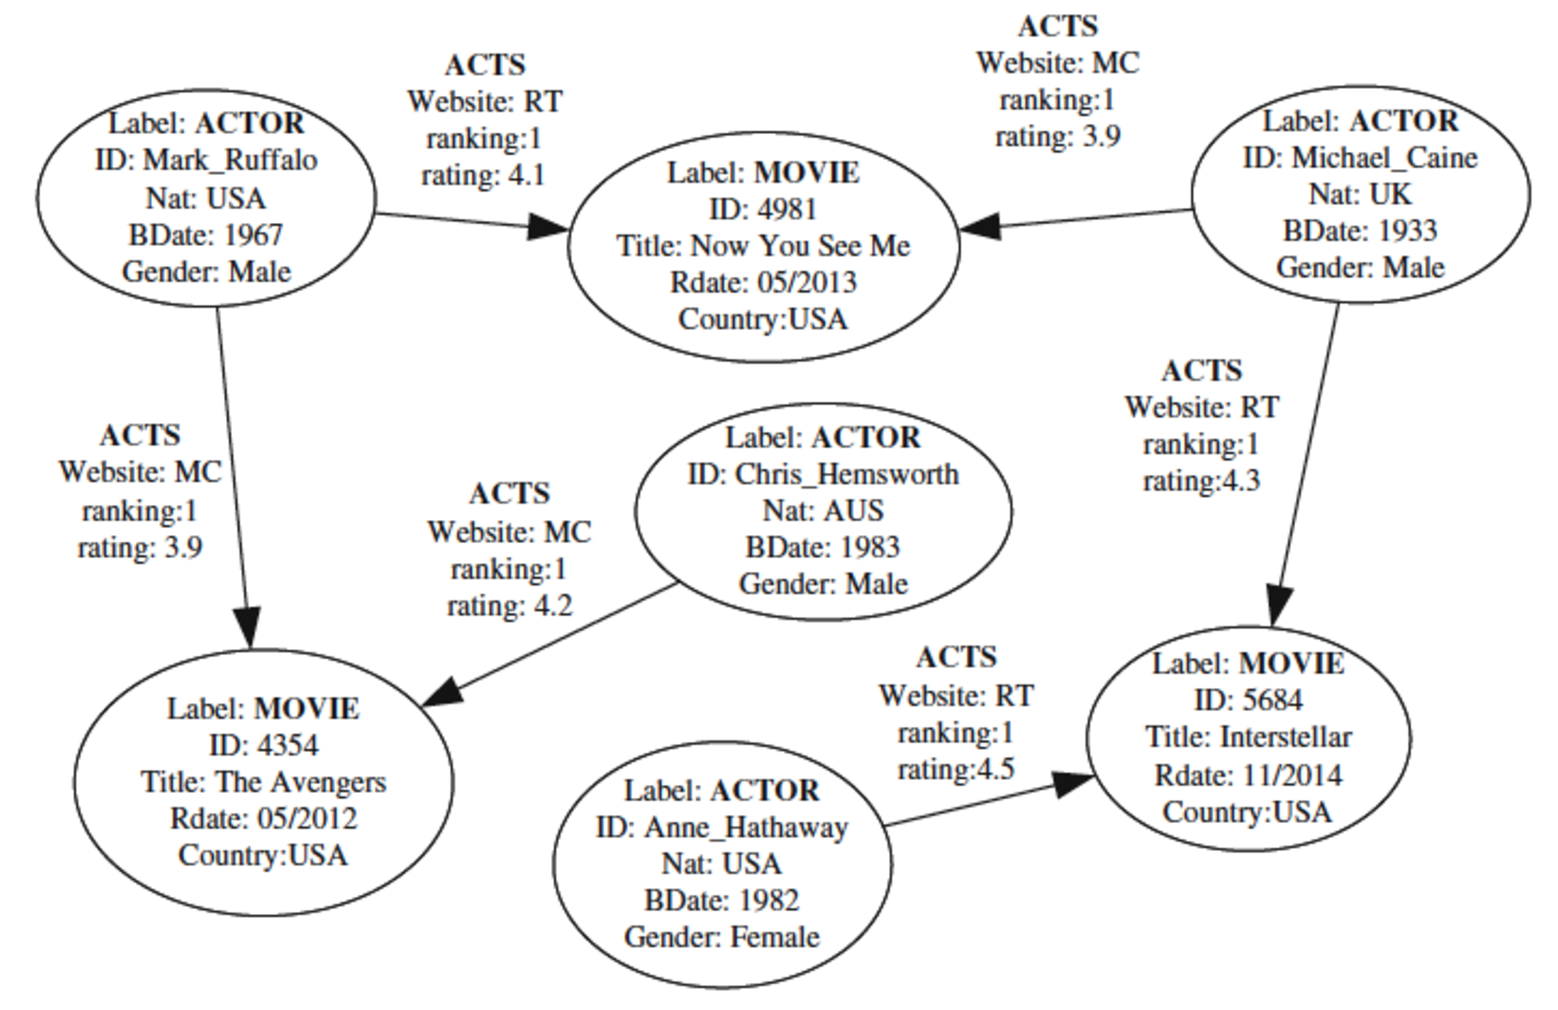 ACTS
Website: RT
ranking:1
rating: 4.1
ACTS
Website: MC
ranking:1
rating: 3.9
Label: ACTOR
ID: Mark_Ruffalo
Nat: USA
BDate: 1967
Gender: Male
Label: MOVIE
ID: 4981
Title: Now You See Me
Rdate: 05/2013
Country:USA
Label: ACTOR
ID: Michael_Caine
Nat: UK
BDate: 1933
Gender: Male
ACTS
Website: MC
ranking:1
rating: 3.9
ACTS
Website: MC
ranking:1
rating: 4.2
Label: ACTOR
ID: Chris_Hemsworth
Nat: AUS
BDate: 1983
Gender: Male
ACTS
Website: RT
ranking:1
rating:4.3
Label: MOVIE
ID: 4354
Title: The Avengers
Rdate: 05/2012
Country:USA
Label: ACTOR
ID: Anne_Hathaway
Nat: USA
BDate: 1982
Gender: Female
ACTS
Website: RT
ranking:1
rating:4.5
Label: MOVIE
ID: 5684
Title: Interstellar
Rdate: 11/2014
Country:USA